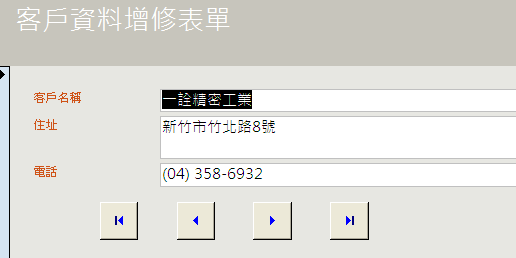 客戶資料增修表單
客戶名稱
一詮精密工業
住址
新竹市竹北路8號
電話
(04) 358-6932